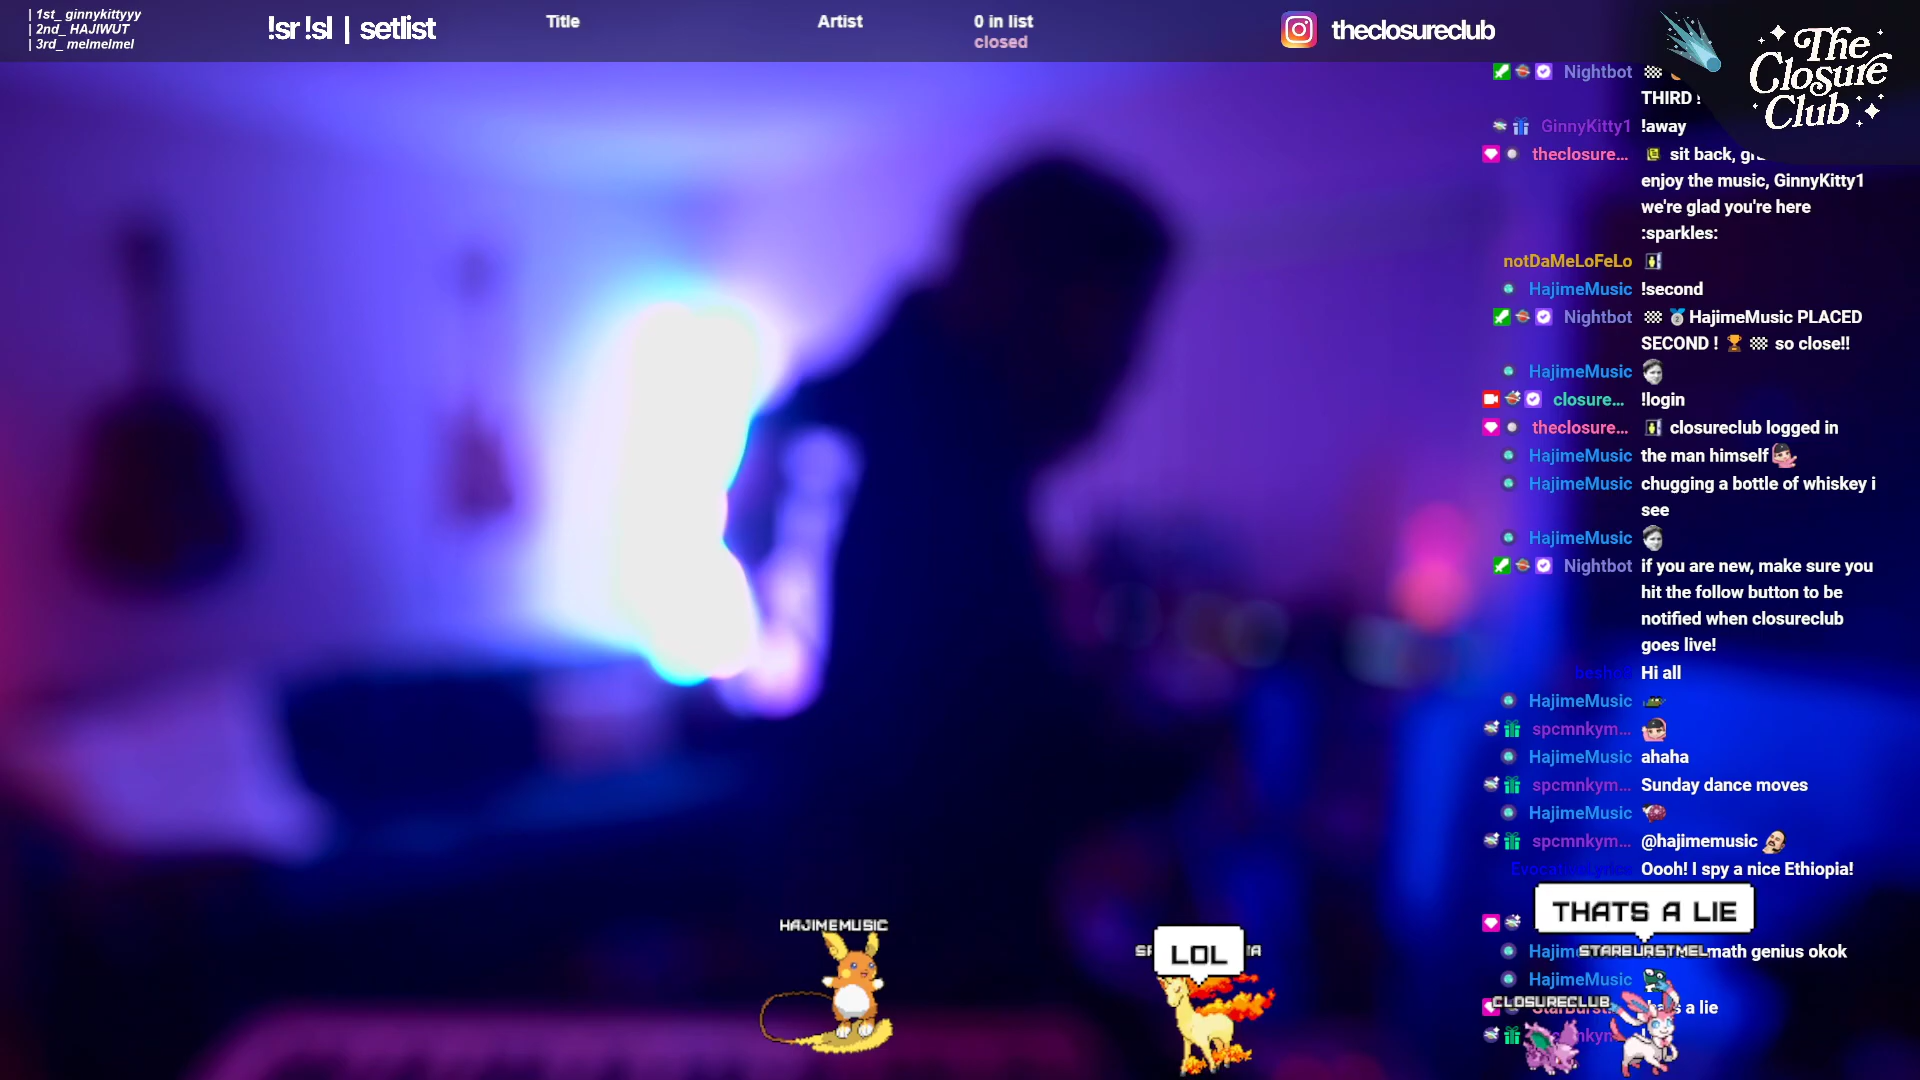 | 1st_ ginnykittyyy
| 2nd_ HAJIWUT
| 3rd_ melmelmel
!sr !sl | setlist
Title
Artist
0 in list
closed
theclosureclub
The
Closure
Club
Nightbot
THIRD !
GinnyKitty1 !away
theclosure... sit back,
enjoy the music, GinnyKitty1
we're glad you're here
:sparkles:
notDaMeLoFeLo
HajimeMusic !second
Nightbot HajimeMusic PLACED
SECOND ! so close!!
HajimeMusic
closure... !login
theclosure... closureclub logged in
HajimeMusic the man himself
HajimeMusic chugging a bottle of whiskey i
see
HajimeMusic
Nightbot if you are new, make sure you
hit the follow button to be
notified when closureclub
goes live!
Hi all
HajimeMusic
spcmnkym...
HajimeMusic ahaha
spcmnkym... Sunday dance moves
HajimeMusic
spcmnkym... @hajimemusic
Oooh! I spy a nice Ethiopia!
THATS A LIE
STARBURSTMEL math genius okok
HajimeMusic
CLOSURECLUB
a lie
HAJIMEMUSIC
LOL